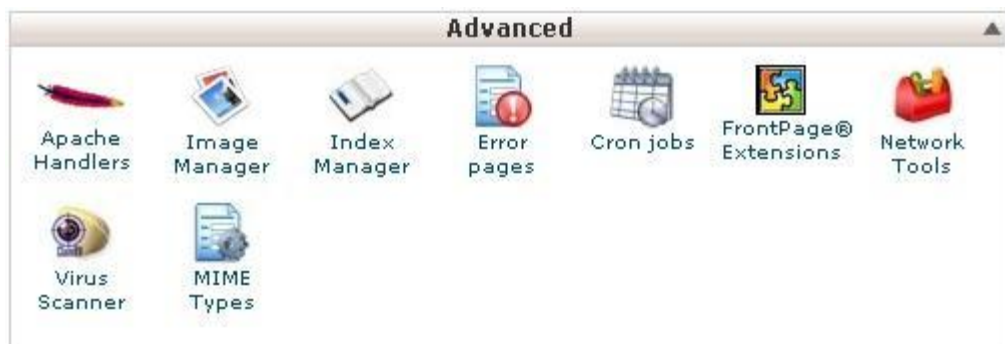 Advanced
Apache
Handlers
Image
Manager
Index
Manager
Error
pages
Cron jobs
FrontPage®
Extensions
Network
Tools
Virus
Scanner
MIME
Types